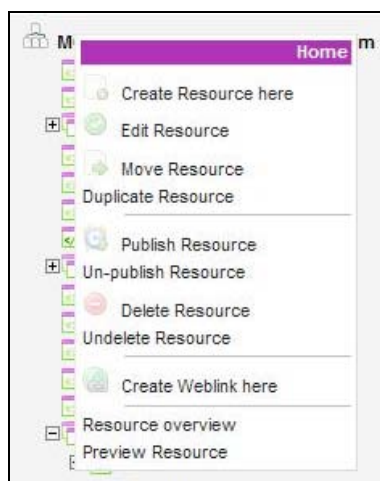 M Home m
Create Resource here
Edit Resource
Move Resource
Duplicate Resource
Publish Resource
Un-publish Resource
Delete Resource
Undelete Resource
Create Weblink here
Resource overview
Preview Resource